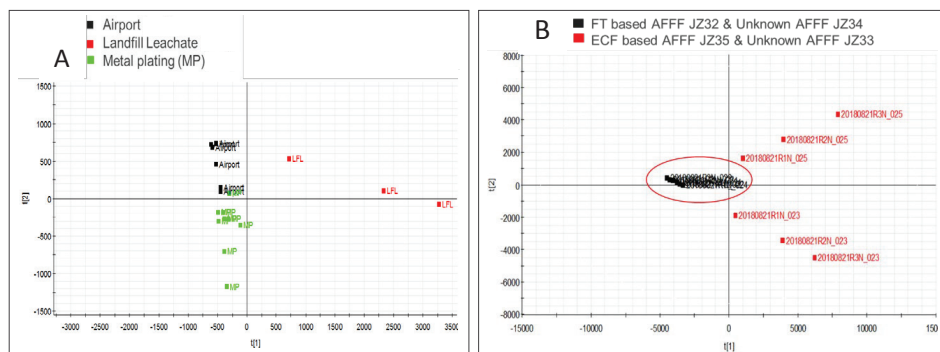 A
Airport
Landfill Leachate
Metal plating (MP)
1500
1000
500
0
-500
-1000
-1500
t[2]
Airport
Airport
Airport
LFL
LFL
LFL
MP
MP
MP
-3000 -2500 -2000 -1500 -1000 -500 0 500 1000 1500 2000 2500 3000 3500
t[1]
B
FT based AFFF JZ32 & Unknown AFFF JZ34
ECF based AFFF JZ35 & Unknown AFFF JZ33
8000
6000
4000
2000
0
-2000
-4000
-6000
-8000
t[2]
20180821R3N_025
20180821R2N_025
20180821R1N_025
20180821R1N_023
20180821R2N_023
20180821R3N_023
-15000 -10000 -5000 0 5000 10000
t[1]